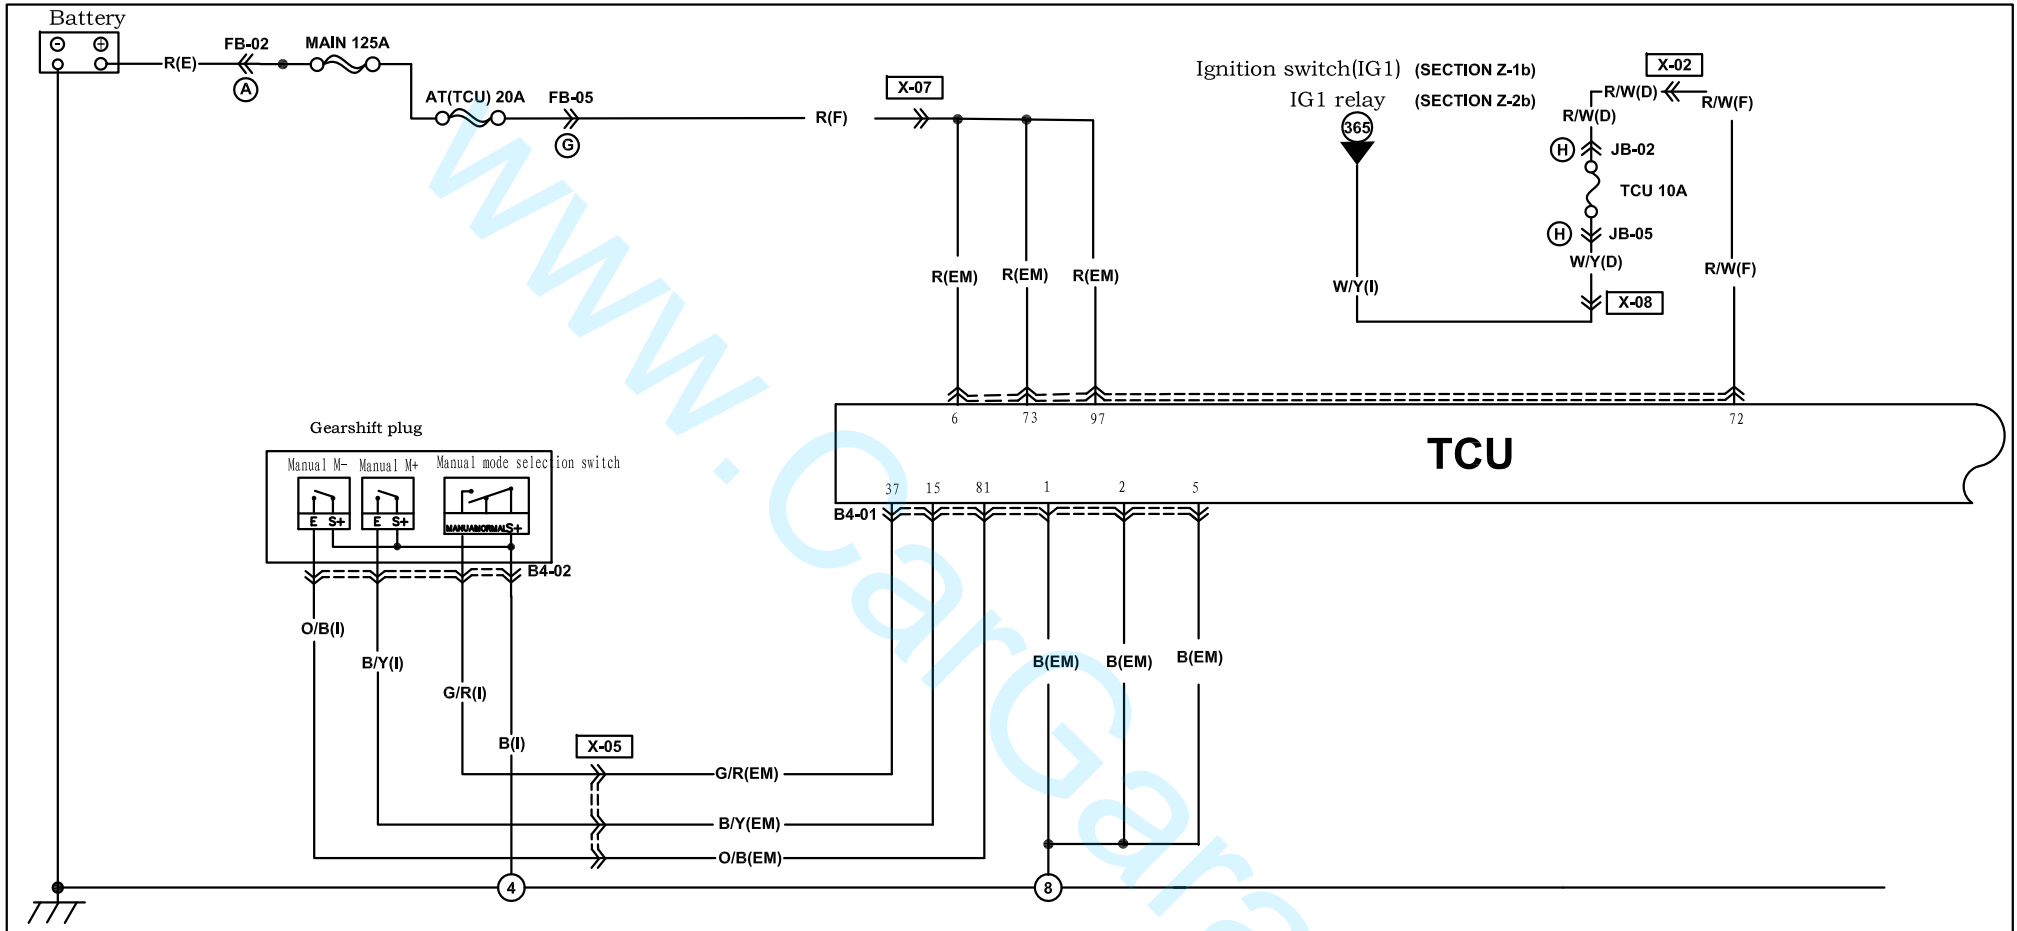 Battery
R(E)
FB-02
A
MAIN 125A
AT(TCU) 20A
FB-05
G
R(F)
X-07
Ignition switch(IG1) (SECTION Z-1b)
IG1 relay (SECTION Z-2b)
365
X-02
R/W(D)
R/W(F)
R/W(D)
H
JB-02
TCU 10A
H
JB-05
W/Y(D)
R/W(F)
W/Y(I)
X-08
R(EM)
R(EM)
R(EM)
6
73
97
72
TCU
37
15
81
1
2
5
B4-01
Gearshift plug
Manual M-
Manual M+
Manual mode selection switch
E S+
E S+
MANUAL NORMAL S+
B4-02
O/B(I)
B/Y(I)
G/R(I)
B(I)
X-05
G/R(EM)
B/Y(EM)
O/B(EM)
B(EM)
B(EM)
B(EM)
4
8
www.CarGara